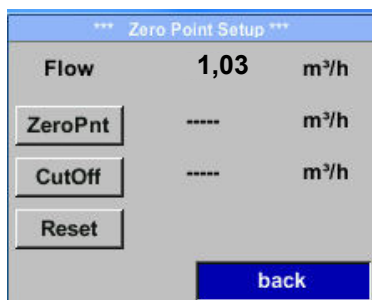 *** Zero Point Setup ***
Flow 1,03 m³/h
ZeroPnt ----- m³/h
CutOff ----- m³/h
Reset
back